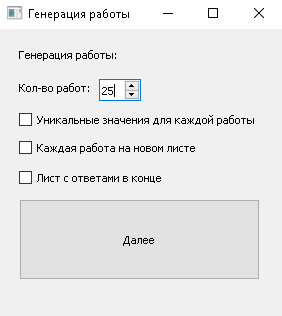 Генерация работы
Генерация работы:
Кол-во работ: 25
Уникальные значения для каждой работы
Каждая работа на новом листе
Лист с ответами в конце
Далее